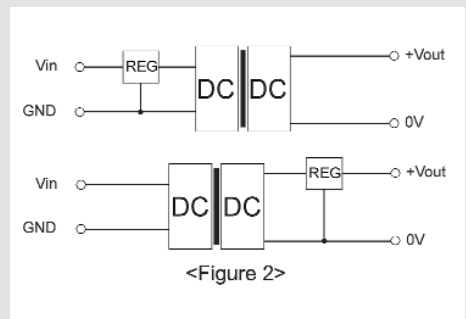 Vin REG DC DC +Vout
GND 0V
Vin DC DC REG +Vout
GND 0V
<Figure 2>